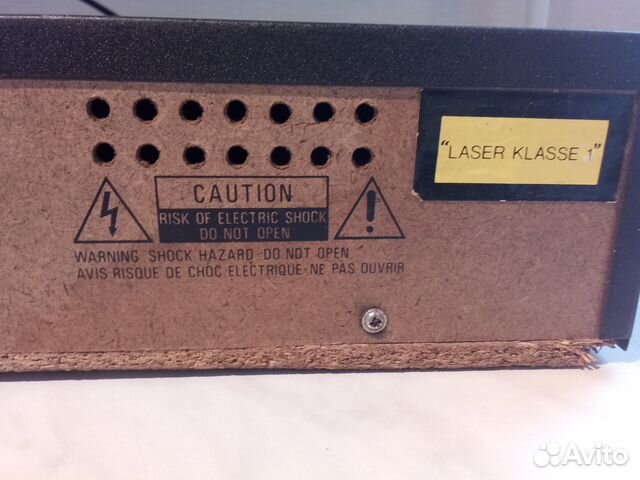 "LASER KLASSE 1"
CAUTION
RISK OF ELECTRIC SHOCK
DO NOT OPEN
WARNING SHOCK HAZARD-DO NOT OPEN
AVIS RISQUE DE CHOC ELECTRIQUE-NE PAS OUVRIR
Avito